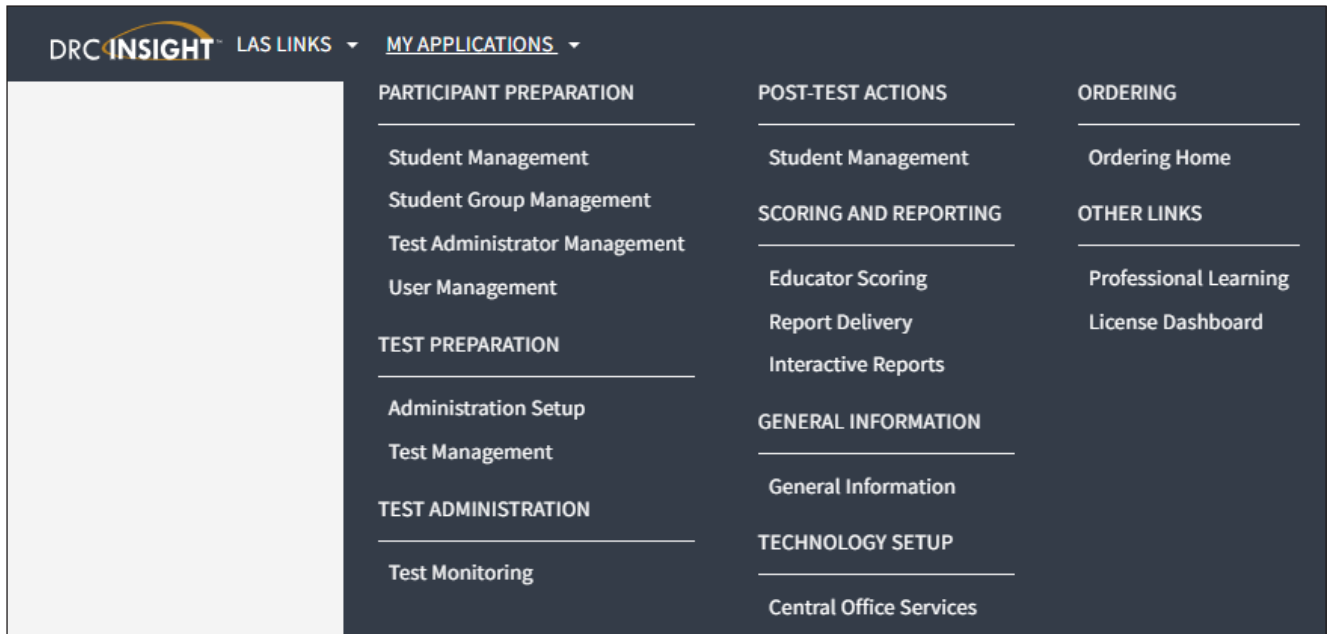 DRC INSIGHT™ LAS LINKS MY APPLICATIONS
PARTICIPANT PREPARATION
Student Management
Student Group Management
Test Administrator Management
User Management
TEST PREPARATION
Administration Setup
Test Management
TEST ADMINISTRATION
Test Monitoring
POST-TEST ACTIONS
Student Management
SCORING AND REPORTING
Educator Scoring
Report Delivery
Interactive Reports
GENERAL INFORMATION
General Information
TECHNOLOGY SETUP
Central Office Services
ORDERING
Ordering Home
OTHER LINKS
Professional Learning
License Dashboard